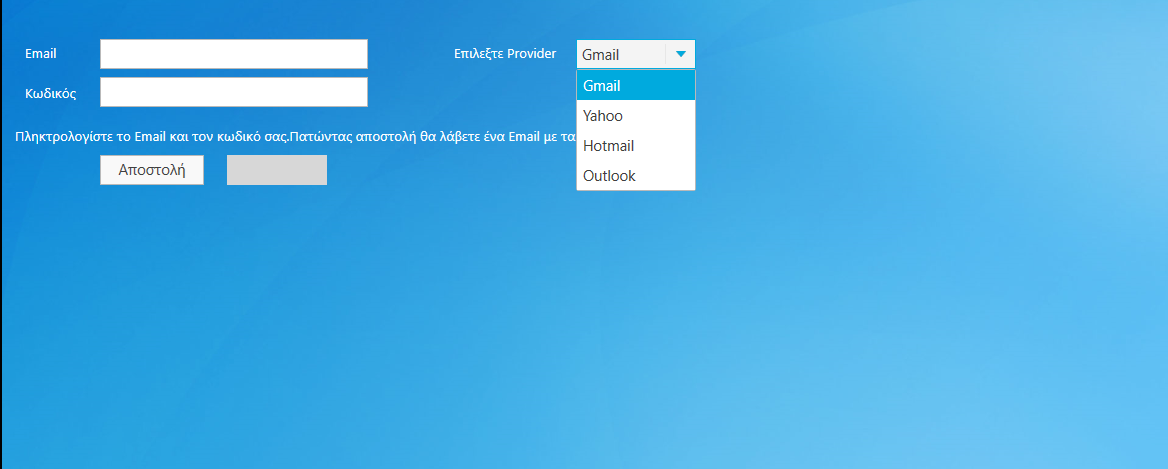 Email
Επιλεξτε Provider
Gmail
Κωδικός
Gmail
Yahoo
Πληκτρολογίστε το Email και τον κωδικό σας.Πατώντας αποστολή θα λάβετε ένα Email με τα
Hotmail
Αποστολή
Outlook